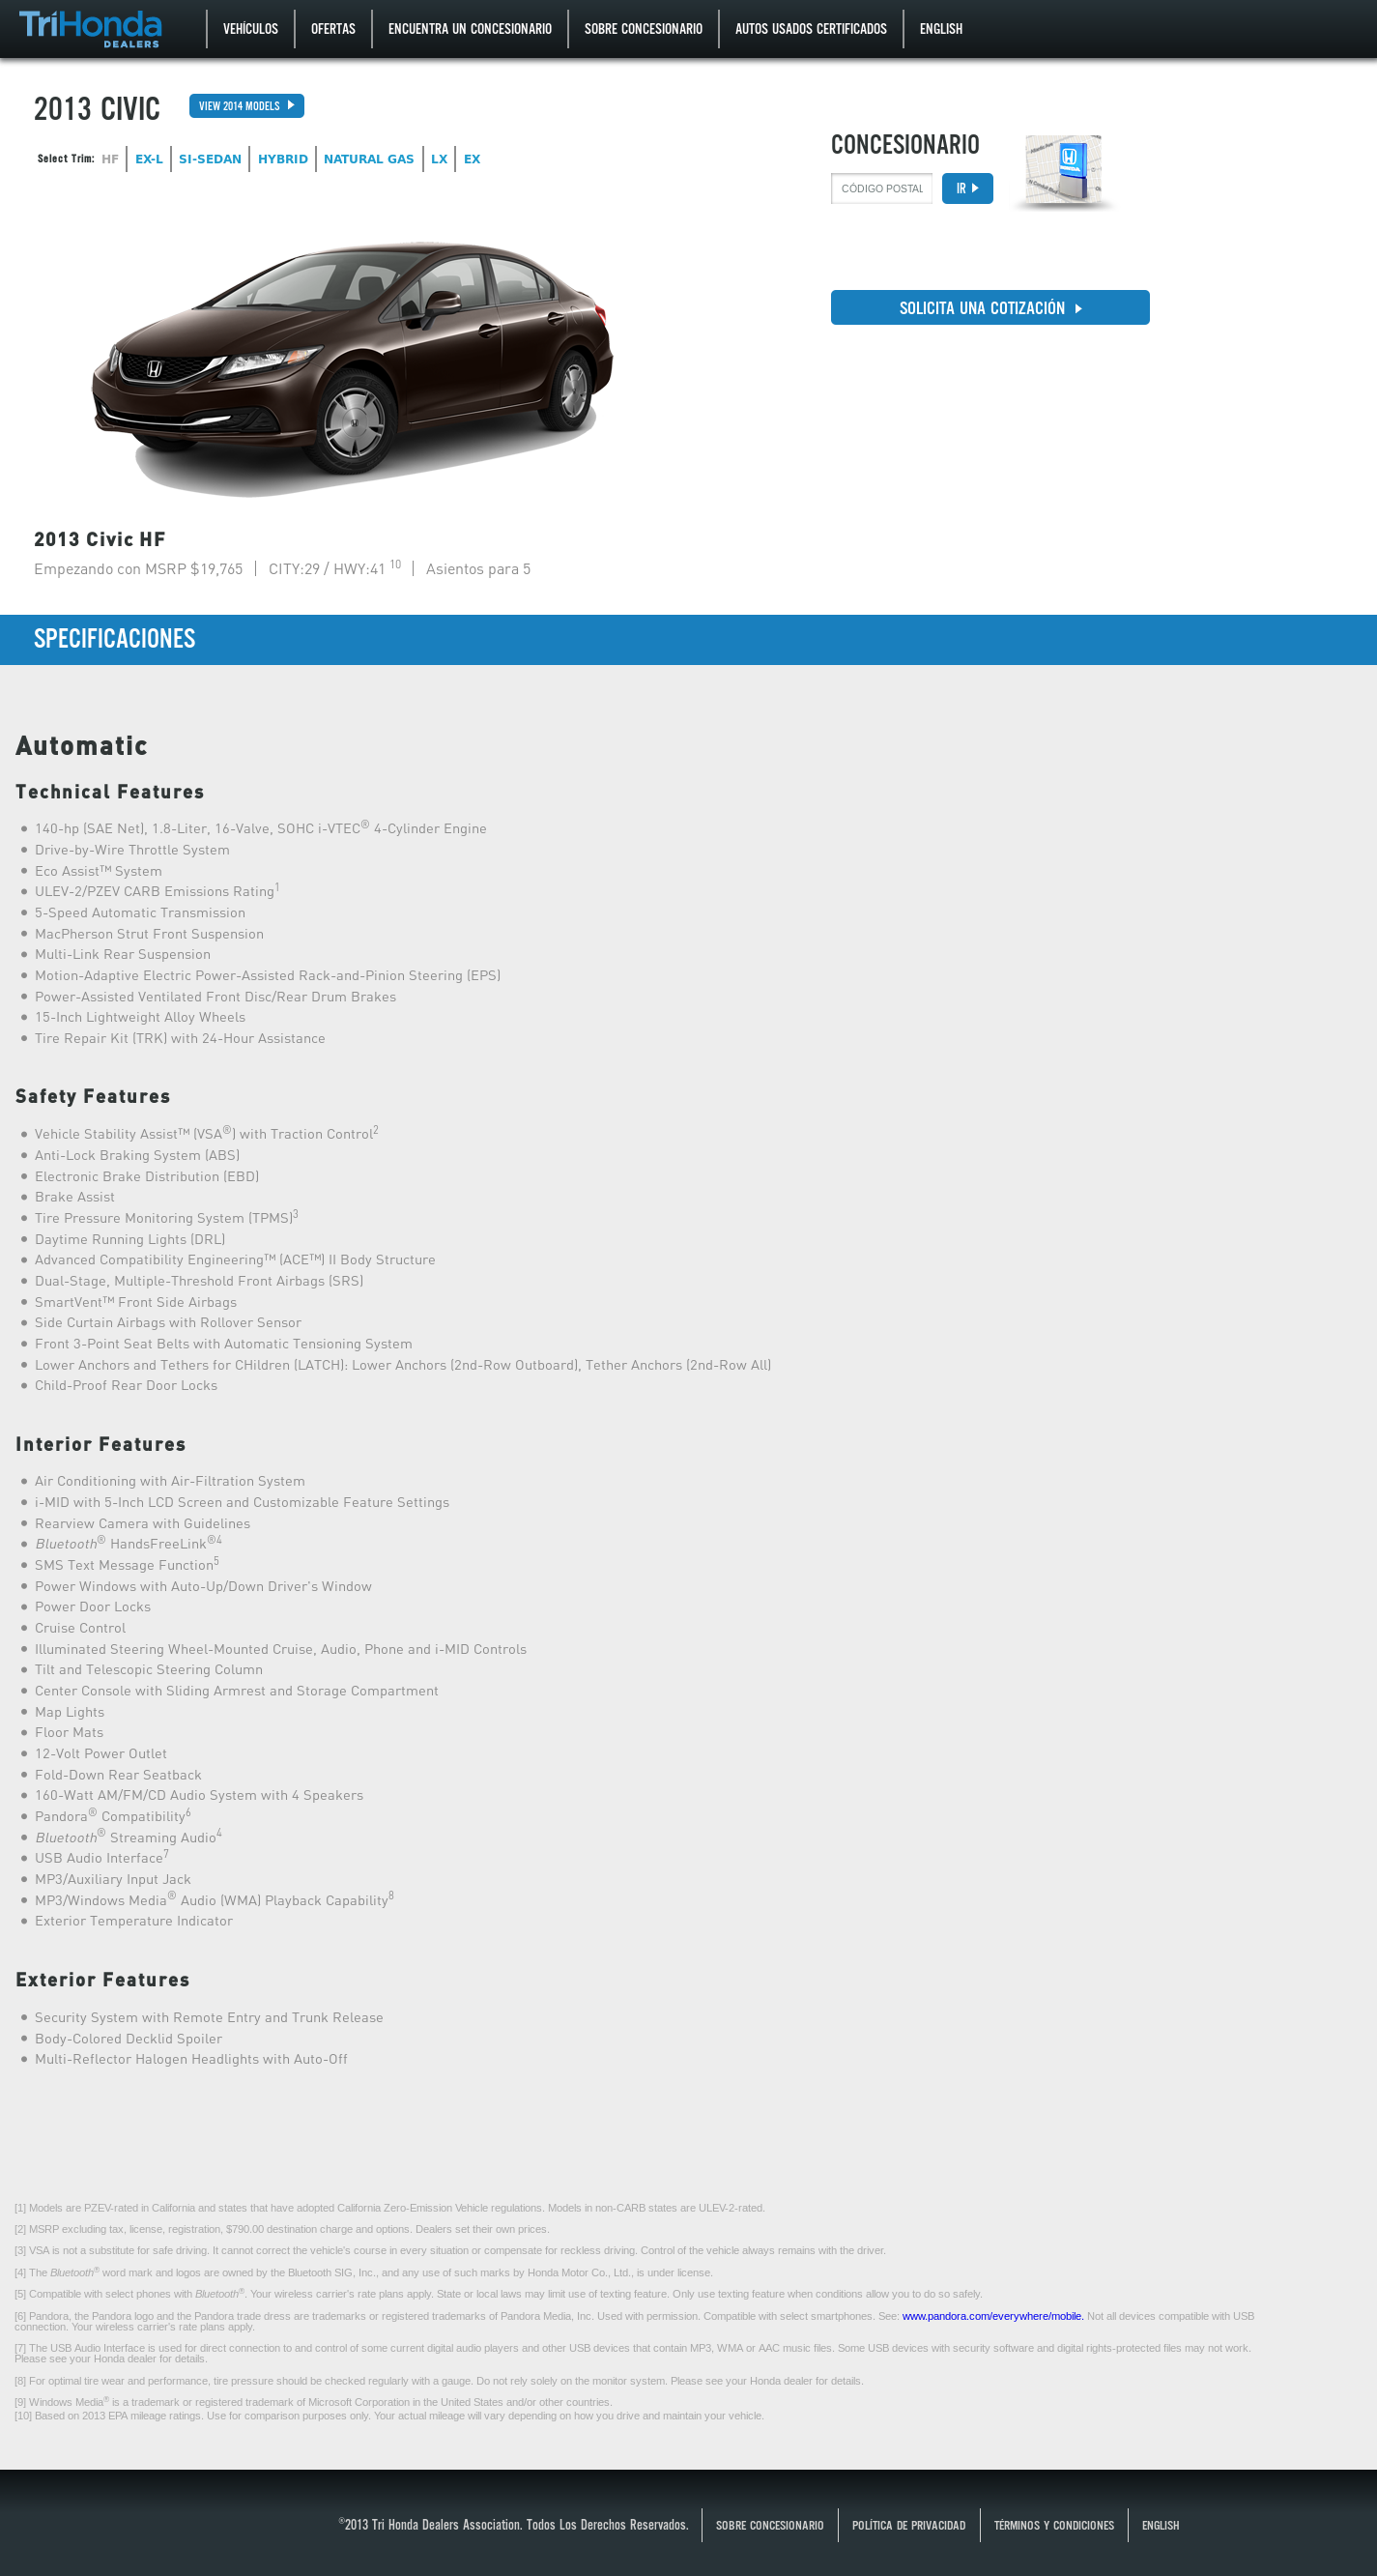 TriHonda
DEALERS
VEHÍCULOS
OFERTAS
ENCUENTRA UN CONCESIONARIO
SOBRE CONCESIONARIO
AUTOS USADOS CERTIFICADOS
ENGLISH
2013 CIVIC
VIEW 2014 MODELS
Select Trim: HF EX-L SI-SEDAN HYBRID NATURAL GAS LX EX
CONCESIONARIO
CÓDIGO POSTAL
IR
SOLICITA UNA COTIZACIÓN
2013 Civic HF
Empezando con MSRP $19,765 | CITY:29 / HWY:41 10 | Asientos para 5
SPECIFICACIONES
Automatic
Technical Features
140-hp (SAE Net), 1.8-Liter, 16-Valve, SOHC i-VTEC® 4-Cylinder Engine
Drive-by-Wire Throttle System
Eco Assist™ System
ULEV-2/PZEV CARB Emissions Rating1
5-Speed Automatic Transmission
MacPherson Strut Front Suspension
Multi-Link Rear Suspension
Motion-Adaptive Electric Power-Assisted Rack-and-Pinion Steering (EPS)
Power-Assisted Ventilated Front Disc/Rear Drum Brakes
15-Inch Lightweight Alloy Wheels
Tire Repair Kit (TRK) with 24-Hour Assistance
Safety Features
Vehicle Stability Assist™ (VSA®) with Traction Control2
Anti-Lock Braking System (ABS)
Electronic Brake Distribution (EBD)
Brake Assist
Tire Pressure Monitoring System (TPMS)3
Daytime Running Lights (DRL)
Advanced Compatibility Engineering™ (ACE™) II Body Structure
Dual-Stage, Multiple-Threshold Front Airbags (SRS)
SmartVent™ Front Side Airbags
Side Curtain Airbags with Rollover Sensor
Front 3-Point Seat Belts with Automatic Tensioning System
Lower Anchors and Tethers for CHildren (LATCH): Lower Anchors (2nd-Row Outboard), Tether Anchors (2nd-Row All)
Child-Proof Rear Door Locks
Interior Features
Air Conditioning with Air-Filtration System
i-MID with 5-Inch LCD Screen and Customizable Feature Settings
Rearview Camera with Guidelines
Bluetooth® HandsFreeLink®4
SMS Text Message Function5
Power Windows with Auto-Up/Down Driver's Window
Power Door Locks
Cruise Control
Illuminated Steering Wheel-Mounted Cruise, Audio, Phone and i-MID Controls
Tilt and Telescopic Steering Column
Center Console with Sliding Armrest and Storage Compartment
Map Lights
Floor Mats
12-Volt Power Outlet
Fold-Down Rear Seatback
160-Watt AM/FM/CD Audio System with 4 Speakers
Pandora® Compatibility6
Bluetooth® Streaming Audio4
USB Audio Interface7
MP3/Auxiliary Input Jack
MP3/Windows Media® Audio (WMA) Playback Capability8
Exterior Temperature Indicator
Exterior Features
Security System with Remote Entry and Trunk Release
Body-Colored Decklid Spoiler
Multi-Reflector Halogen Headlights with Auto-Off
[1] Models are PZEV-rated in California and states that have adopted California Zero-Emission Vehicle regulations. Models in non-CARB states are ULEV-2-rated.
[2] MSRP excluding tax, license, registration, $790.00 destination charge and options. Dealers set their own prices.
[3] VSA is not a substitute for safe driving. It cannot correct the vehicle's course in every situation or compensate for reckless driving. Control of the vehicle always remains with the driver.
[4] The Bluetooth® word mark and logos are owned by the Bluetooth SIG, Inc., and any use of such marks by Honda Motor Co., Ltd., is under license.
[5] Compatible with select phones with Bluetooth®. Your wireless carrier's rate plans apply. State or local laws may limit use of texting feature. Only use texting feature when conditions allow you to do so safely.
[6] Pandora, the Pandora logo and the Pandora trade dress are trademarks or registered trademarks of Pandora Media, Inc. Used with permission. Compatible with select smartphones. See: www.pandora.com/everywhere/mobile. Not all devices compatible with USB
connection. Your wireless carrier's rate plans apply.
[7] The USB Audio Interface is used for direct connection to and control of some current digital audio players and other USB devices that contain MP3, WMA or AAC music files. Some USB devices with security software and digital rights-protected files may not work.
Please see your Honda dealer for details.
[8] For optimal tire wear and performance, tire pressure should be checked regularly with a gauge. Do not rely solely on the monitor system. Please see your Honda dealer for details.
[9] Windows Media® is a trademark or registered trademark of Microsoft Corporation in the United States and/or other countries.
[10] Based on 2013 EPA mileage ratings. Use for comparison purposes only. Your actual mileage will vary depending on how you drive and maintain your vehicle.
©2013 Tri Honda Dealers Association. Todos Los Derechos Reservados.
SOBRE CONCESIONARIO
POLÍTICA DE PRIVACIDAD
TÉRMINOS Y CONDICIONES
ENGLISH